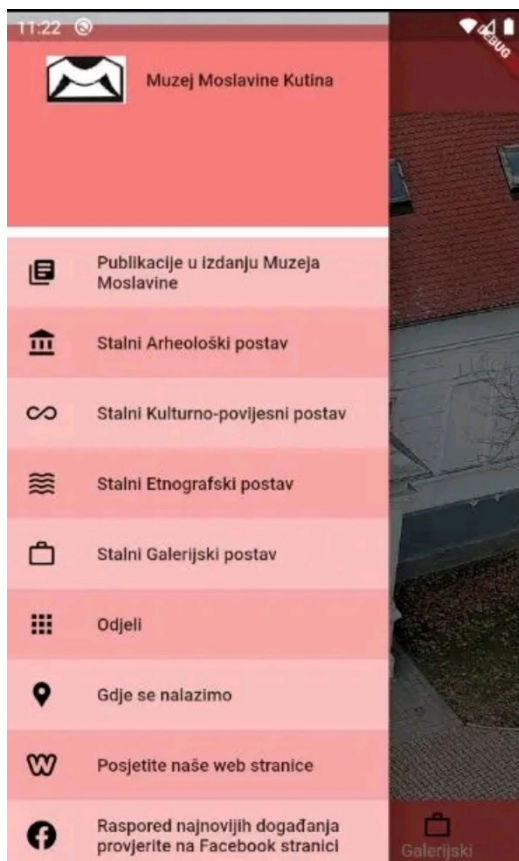 11:22
DEBUG
Muzej Moslavine Kutina
Publikacije u izdanju Muzeja
Moslavine
Stalni Arheološki postav
Stalni Kulturno-povijesni postav
Stalni Etnografski postav
Stalni Galerijski postav
Odjeli
Gdje se nalazimo
Posjetite naše web stranice
Raspored najnovijih događanja
provjerite na Facebook stranici
Galerijski